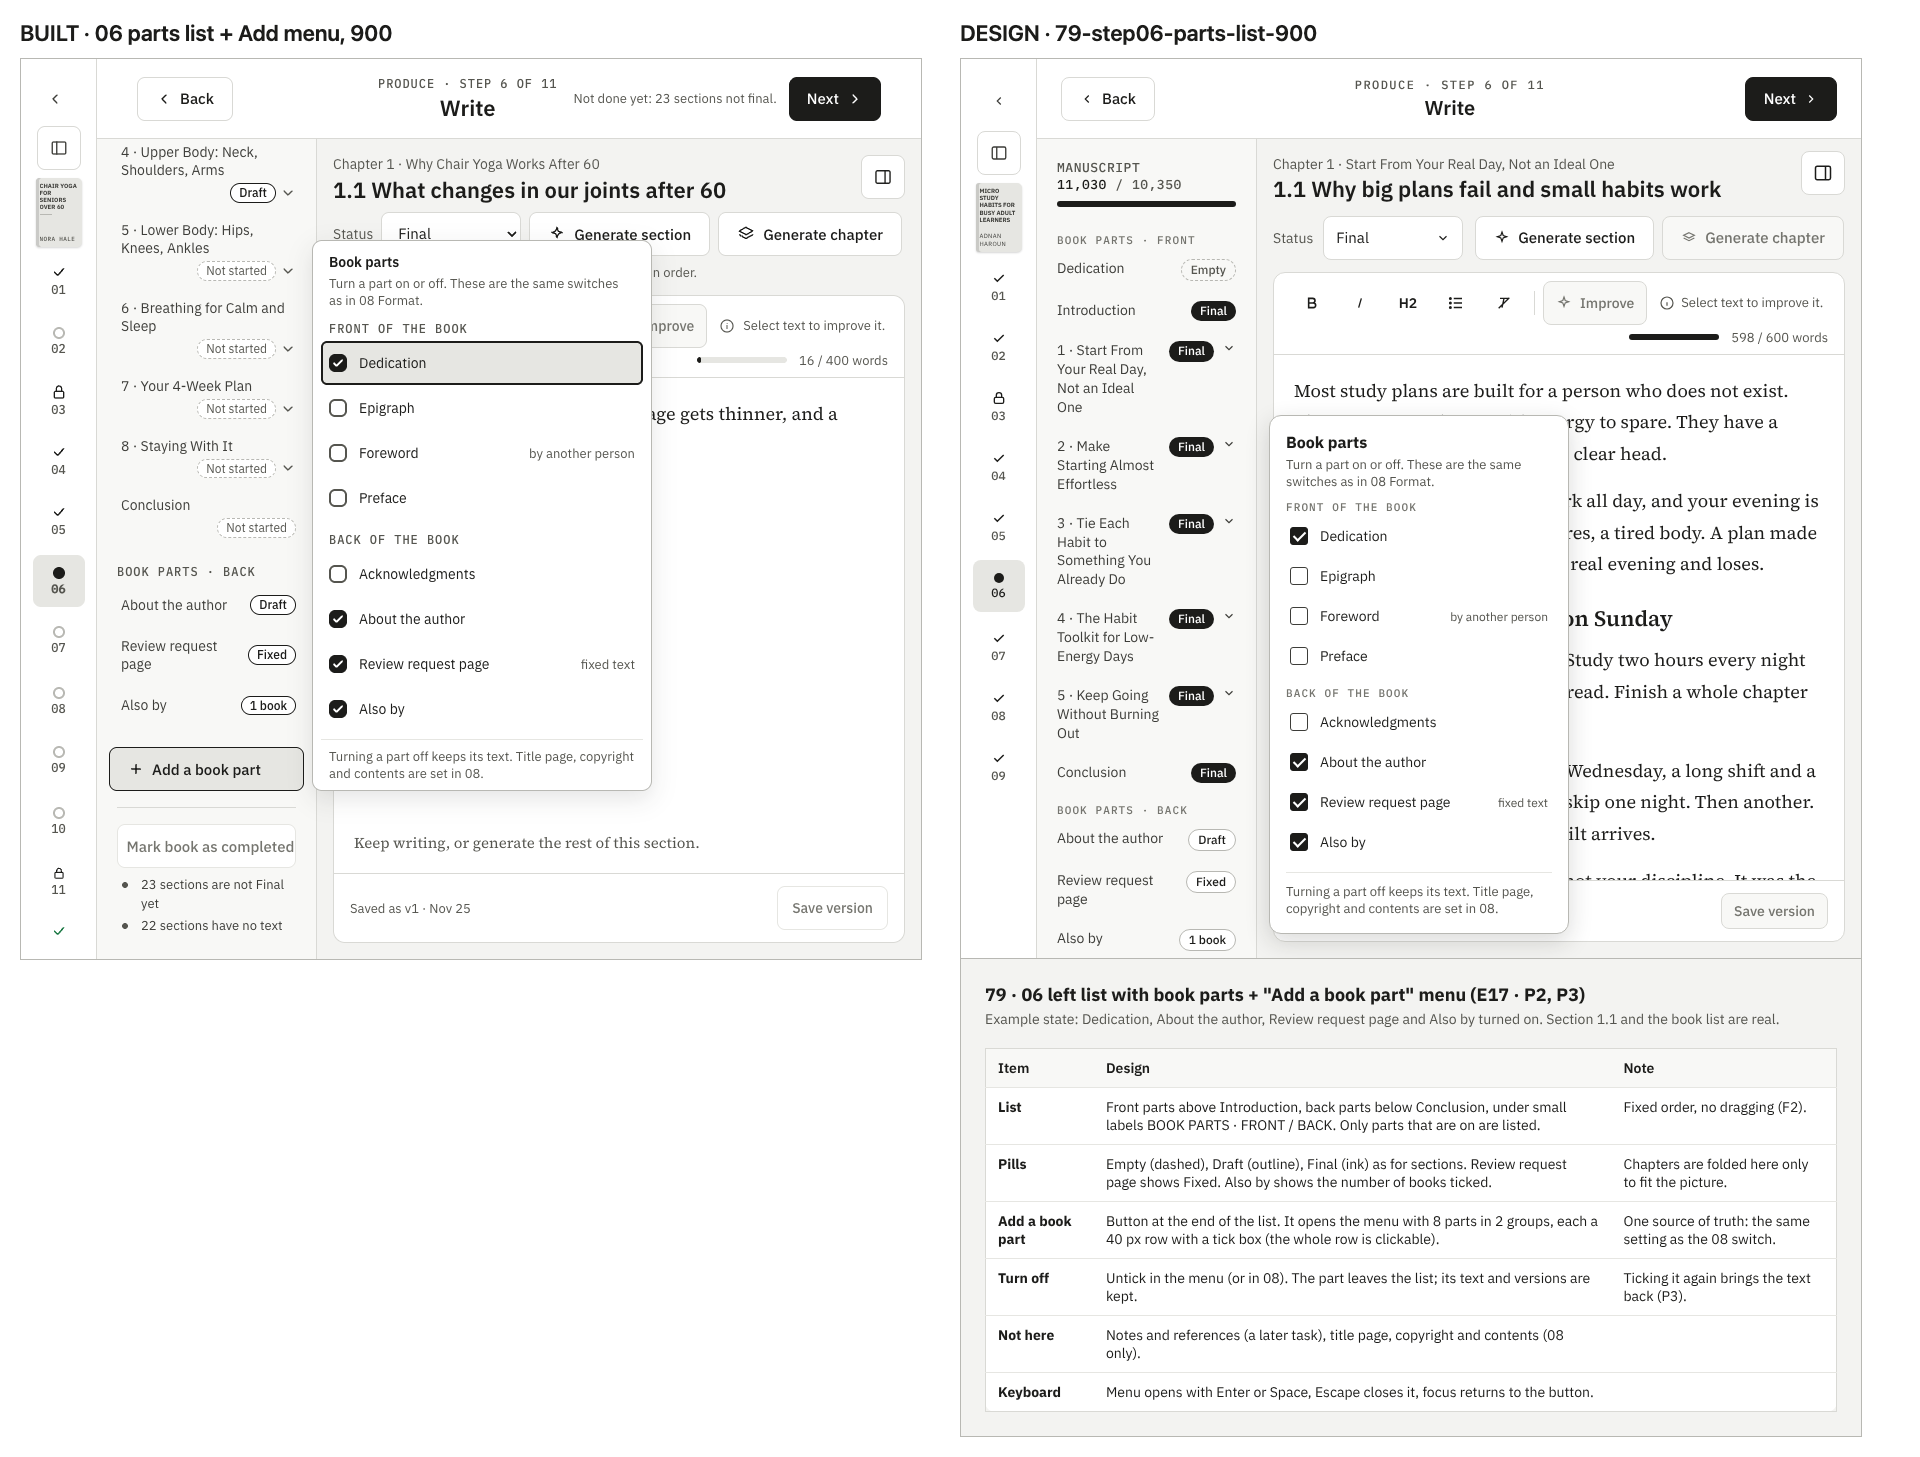 BUILT · 06 parts list + Add menu, 900
Back
PRODUCE · STEP 6 OF 11
Write
Not done yet: 23 sections not final.
Next
CHAIR YOGA
FOR
SENIORS
OVER 60
NORA HALE
01
02
03
04
05
06
07
08
09
10
11
4 · Upper Body: Neck,
Shoulders, Arms
Draft
5 · Lower Body: Hips,
Knees, Ankles
Not started
6 · Breathing for Calm and
Sleep
Not started
7 · Your 4-Week Plan
Not started
8 · Staying With It
Not started
Conclusion
Not started
BOOK PARTS · BACK
About the author
Draft
Review request
page
Fixed
Also by
1 book
Add a book part
Mark book as completed
23 sections are not Final
yet
22 sections have no text
Chapter 1 · Why Chair Yoga Works After 60
1.1 What changes in our joints after 60
Status
Final
Generate section
Generate chapter
n order.
mprove
Select text to improve it.
16 / 400 words
age gets thinner, and a
Book parts
Turn a part on or off. These are the same switches
as in 08 Format.
FRONT OF THE BOOK
Dedication
Epigraph
Foreword
by another person
Preface
BACK OF THE BOOK
Acknowledgments
About the author
Review request page
fixed text
Also by
Turning a part off keeps its text. Title page, copyright
and contents are set in 08.
Keep writing, or generate the rest of this section.
Saved as v1 · Nov 25
Save version
DESIGN · 79-step06-parts-list-900
Back
PRODUCE · STEP 6 OF 11
Write
Next
MICRO
STUDY
HABITS FOR
BUSY ADULT
LEARNERS
ADNAN
HAROUN
01
02
03
04
05
06
07
08
09
MANUSCRIPT
11,030 / 10,350
BOOK PARTS · FRONT
Dedication
Empty
Introduction
Final
1 · Start From
Your Real Day,
Not an Ideal
One
Final
2 · Make
Starting Almost
Effortless
Final
3 · Tie Each
Habit to
Something You
Already Do
Final
4 · The Habit
Toolkit for Low-
Energy Days
Final
5 · Keep Going
Without Burning
Out
Final
Conclusion
Final
BOOK PARTS · BACK
About the author
Draft
Review request
page
Fixed
Also by
1 book
Chapter 1 · Start From Your Real Day, Not an Ideal One
1.1 Why big plans fail and small habits work
Status
Final
Generate section
Generate chapter
B
I
H2
Improve
Select text to improve it.
598 / 600 words
Most study plans are built for a person who does not exist.
rgy to spare. They have a
clear head.
rk all day, and your evening is
res, a tired body. A plan made
real evening and loses.
on Sunday
Study two hours every night
read. Finish a whole chapter
Wednesday, a long shift and a
skip one night. Then another.
ilt arrives.
not your discipline. It was the
Book parts
Turn a part on or off. These are the same
switches as in 08 Format.
FRONT OF THE BOOK
Dedication
Epigraph
Foreword
by another person
Preface
BACK OF THE BOOK
Acknowledgments
About the author
Review request page
fixed text
Also by
Turning a part off keeps its text. Title page,
copyright and contents are set in 08.
Save version
79 · 06 left list with book parts + "Add a book part" menu (E17 · P2, P3)
Example state: Dedication, About the author, Review request page and Also by turned on. Section 1.1 and the book list are real.
Item
Design
Note
List
Front parts above Introduction, back parts below Conclusion, under small
labels BOOK PARTS · FRONT / BACK. Only parts that are on are listed.
Fixed order, no dragging (F2).
Pills
Empty (dashed), Draft (outline), Final (ink) as for sections. Review request
page shows Fixed. Also by shows the number of books ticked.
Chapters are folded here only
to fit the picture.
Add a book
part
Button at the end of the list. It opens the menu with 8 parts in 2 groups, each a
40 px row with a tick box (the whole row is clickable).
One source of truth: the same
setting as the 08 switch.
Turn off
Untick in the menu (or in 08). The part leaves the list; its text and versions are
kept.
Ticking it again brings the text
back (P3).
Not here
Notes and references (a later task), title page, copyright and contents (08
only).
Keyboard
Menu opens with Enter or Space, Escape closes it, focus returns to the button.